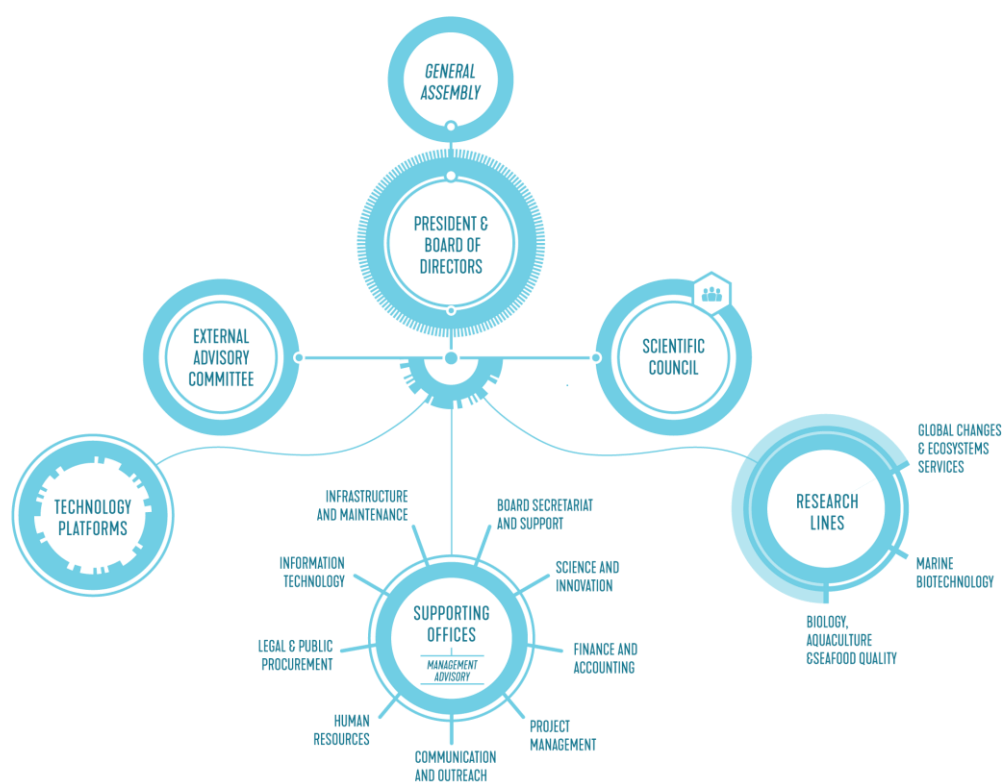 GENERAL
ASSEMBLY
PRESIDENT &
BOARD OF
DIRECTORS
EXTERNAL
ADVISORY
COMMITTEE
SCIENTIFIC
COUNCIL
TECHNOLOGY
PLATFORMS
RESEARCH
LINES
GLOBAL CHANGES
& ECOSYSTEMS
SERVICES
MARINE
BIOTECHNOLOGY
BIOLOGY,
AQUACULTURE
&SEAFOOD QUALITY
INFRASTRUCTURE
AND MAINTENANCE
BOARD SECRETARIAT
AND SUPPORT
INFORMATION
TECHNOLOGY
SCIENCE AND
INNOVATION
SUPPORTING
OFFICES
MANAGEMENT
ADVISORY
LEGAL & PUBLIC
PROCUREMENT
FINANCE AND
ACCOUNTING
HUMAN
RESOURCES
PROJECT
MANAGEMENT
COMMUNICATION
AND OUTREACH